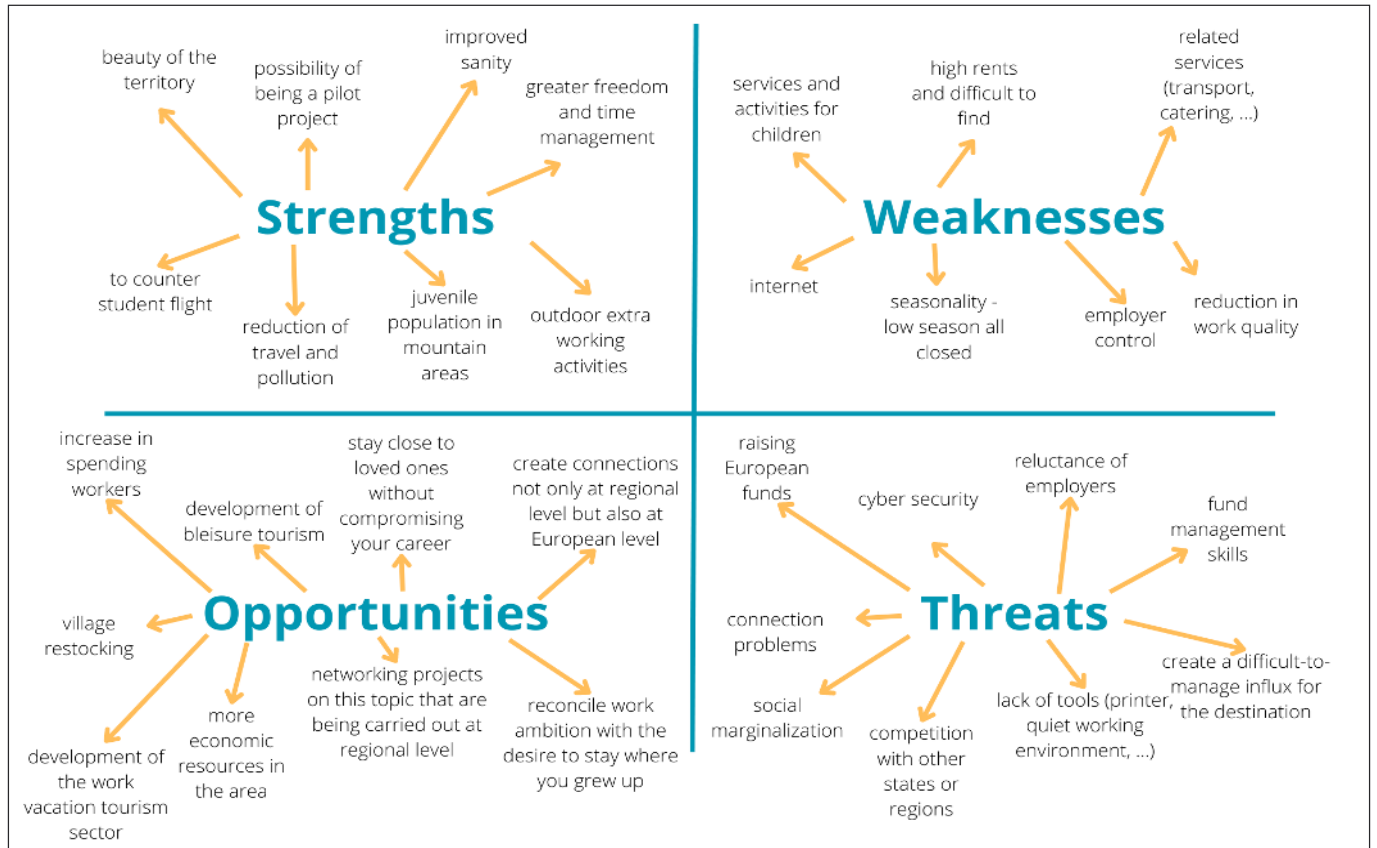 beauty of the
territory
possibility of
being a pilot
project
improved
sanity
greater freedom
and time
management
Strengths
to counter
student flight
reduction of
travel and
pollution
juvenile
population in
mountain
areas
outdoor extra
working
activities
services and
activities for
children
high rents
and difficult to
find
related
services
(transport,
catering, ...)
Weaknesses
internet
seasonality -
low season all
closed
employer
control
reduction in
work quality
increase in
spending
workers
development of
bleisure tourism
stay close to
loved ones
without
compromising
your career
create connections
not only at regional
level but also at
European level
Opportunities
village
restocking
development of
the work
vacation tourism
sector
more
economic
resources in
the area
networking projects
on this topic that are
being carried out at
regional level
reconcile work
ambition with the
desire to stay where
you grew up
raising
European
funds
cyber security
reluctance of
employers
fund
management
skills
Threats
connection
problems
social
marginalization
competition
with other
states or
regions
lack of tools (printer,
quiet working
environment, ...)
create a difficult-to-
manage influx for
the destination